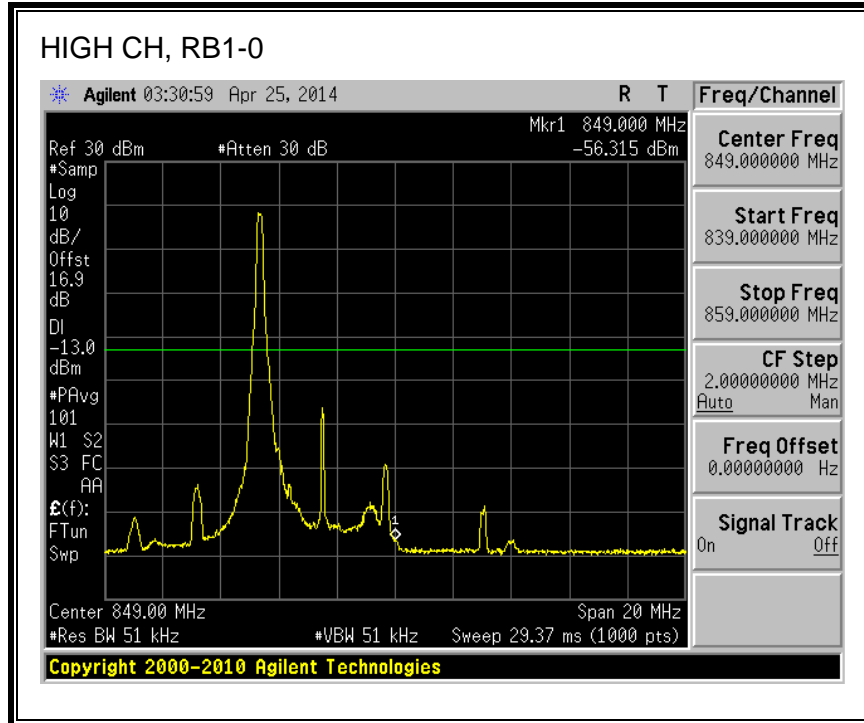 HIGH CH, RB1-0
Agilent 03:30:59 Apr 25, 2014 R T
Mkr1 849.000 MHz
Ref 30 dBm #Atten 30 dB -56.315 dBm
#Samp
Log
10
dB/
Offst
16.9
dB
DI
-13.0
dBm
#PAvg
101
W1 S2
S3 FC
AA
£(f):
FTun
Swp
1
Center 849.00 MHz Span 20 MHz
#Res BW 51 kHz #VBW 51 kHz Sweep 29.37 ms (1000 pts)
Copyright 2000-2010 Agilent Technologies
Freq/Channel
Center Freq
849.000000 MHz
Start Freq
839.000000 MHz
Stop Freq
859.000000 MHz
CF Step
2.00000000 MHz
Auto Man
Freq Offset
0.00000000 Hz
Signal Track
On Off